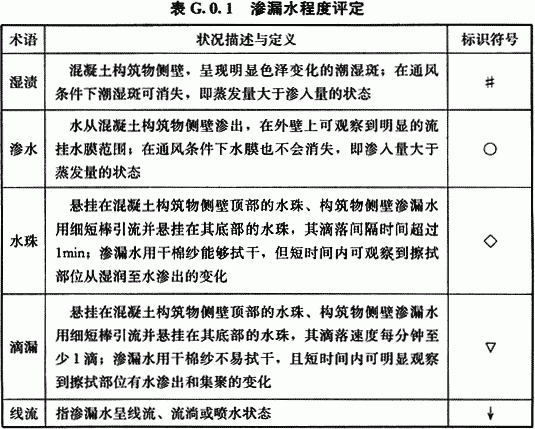 表 G.0.1 渗漏水程度评定
术语 状况描述与定义 标识符号
湿渍 混凝土构筑物侧壁，呈现明显色泽变化的潮湿斑；在通风
条件下潮湿斑可消失，即蒸发量大于渗入量的状态 #
渗水 水从混凝土构筑物侧壁渗出，在外壁上可观察到明显的流
挂水膜范围；在通风条件下水膜也不会消失，即渗入量大于
蒸发量的状态 ○
水珠 悬挂在混凝土构筑物侧壁顶部的水珠、构筑物侧壁渗漏水
用细短棒引流并悬挂在其底部的水珠，其滴落间隔时间超过
1min；渗漏水用干棉纱能够拭干，但短时间内可观察到擦拭
部位从湿润至水渗出的变化 ◇
滴漏 悬挂在混凝土构筑物侧壁顶部的水珠、构筑物侧壁渗漏水
用细短棒引流并悬挂在其底部的水珠，其滴落速度每分钟至
少1滴；渗漏水用干棉纱不易拭干，且短时间内可明显观察
到擦拭部位有水渗出和集聚的变化 ▽
线流 指渗漏水呈线流、流淌或喷水状态 ↓